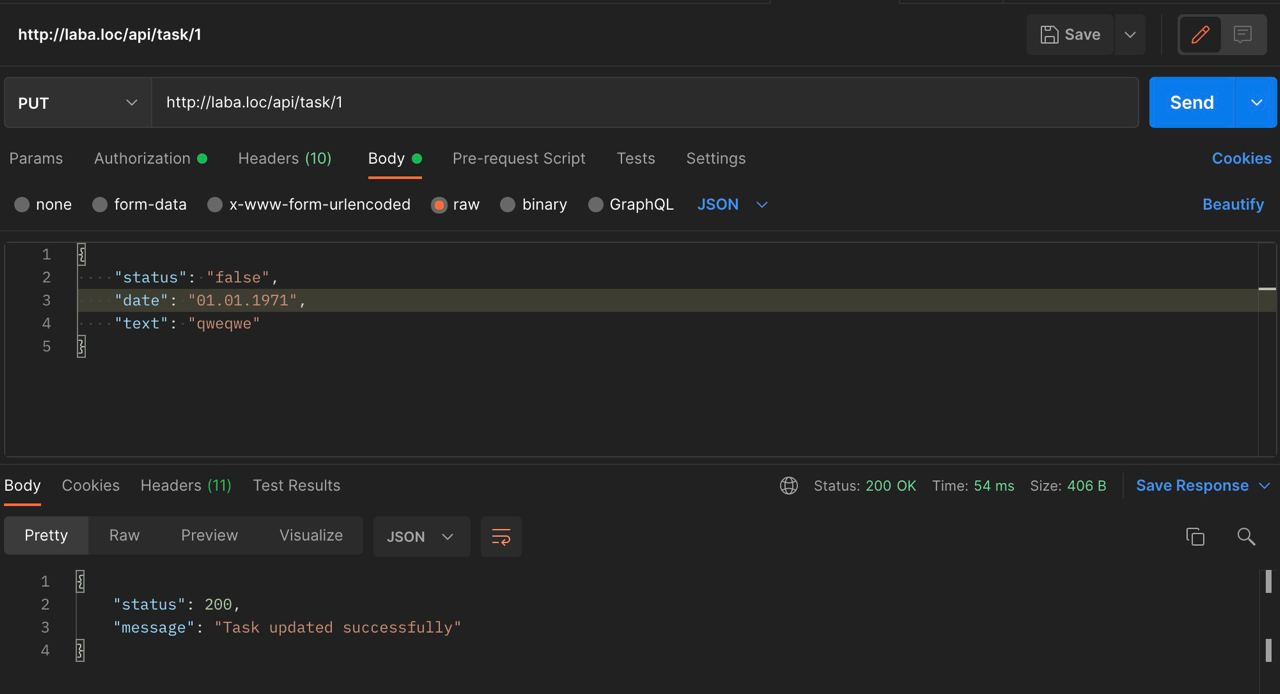 http://laba.loc/api/task/1
Save
PUT
http://laba.loc/api/task/1
Send
Params Authorization Headers (10) Body Pre-request Script Tests Settings Cookies
none form-data x-www-form-urlencoded raw binary GraphQL JSON Beautify
1 {
2 "status": "false",
3 "date": "01.01.1971",
4 "text": "qweqwe"
5 }
Body Cookies Headers (11) Test Results Status: 200 OK Time: 54 ms Size: 406 B Save Response
Pretty Raw Preview Visualize JSON
1 {
2 "status": 200,
3 "message": "Task updated successfully"
4 }